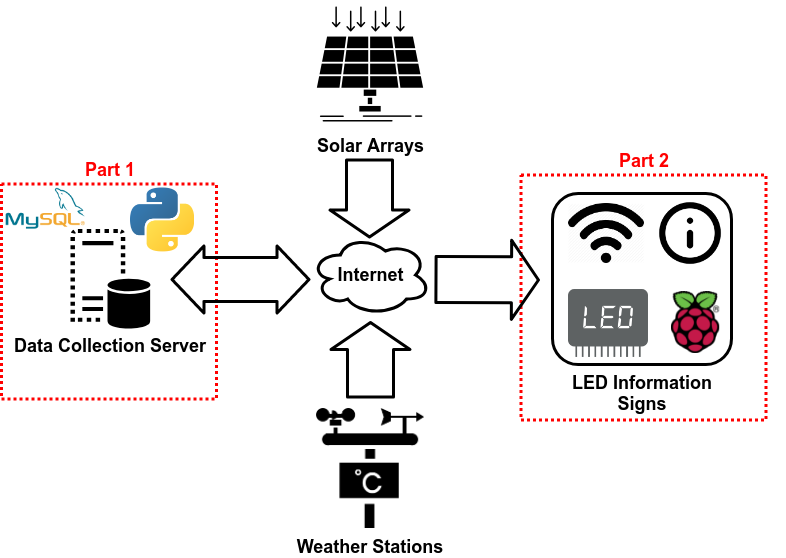 Solar Arrays
Part 1
Part 2
MySQL®
Internet
LED
®
Data Collection Server
LED Information
Signs
°C
Weather Stations